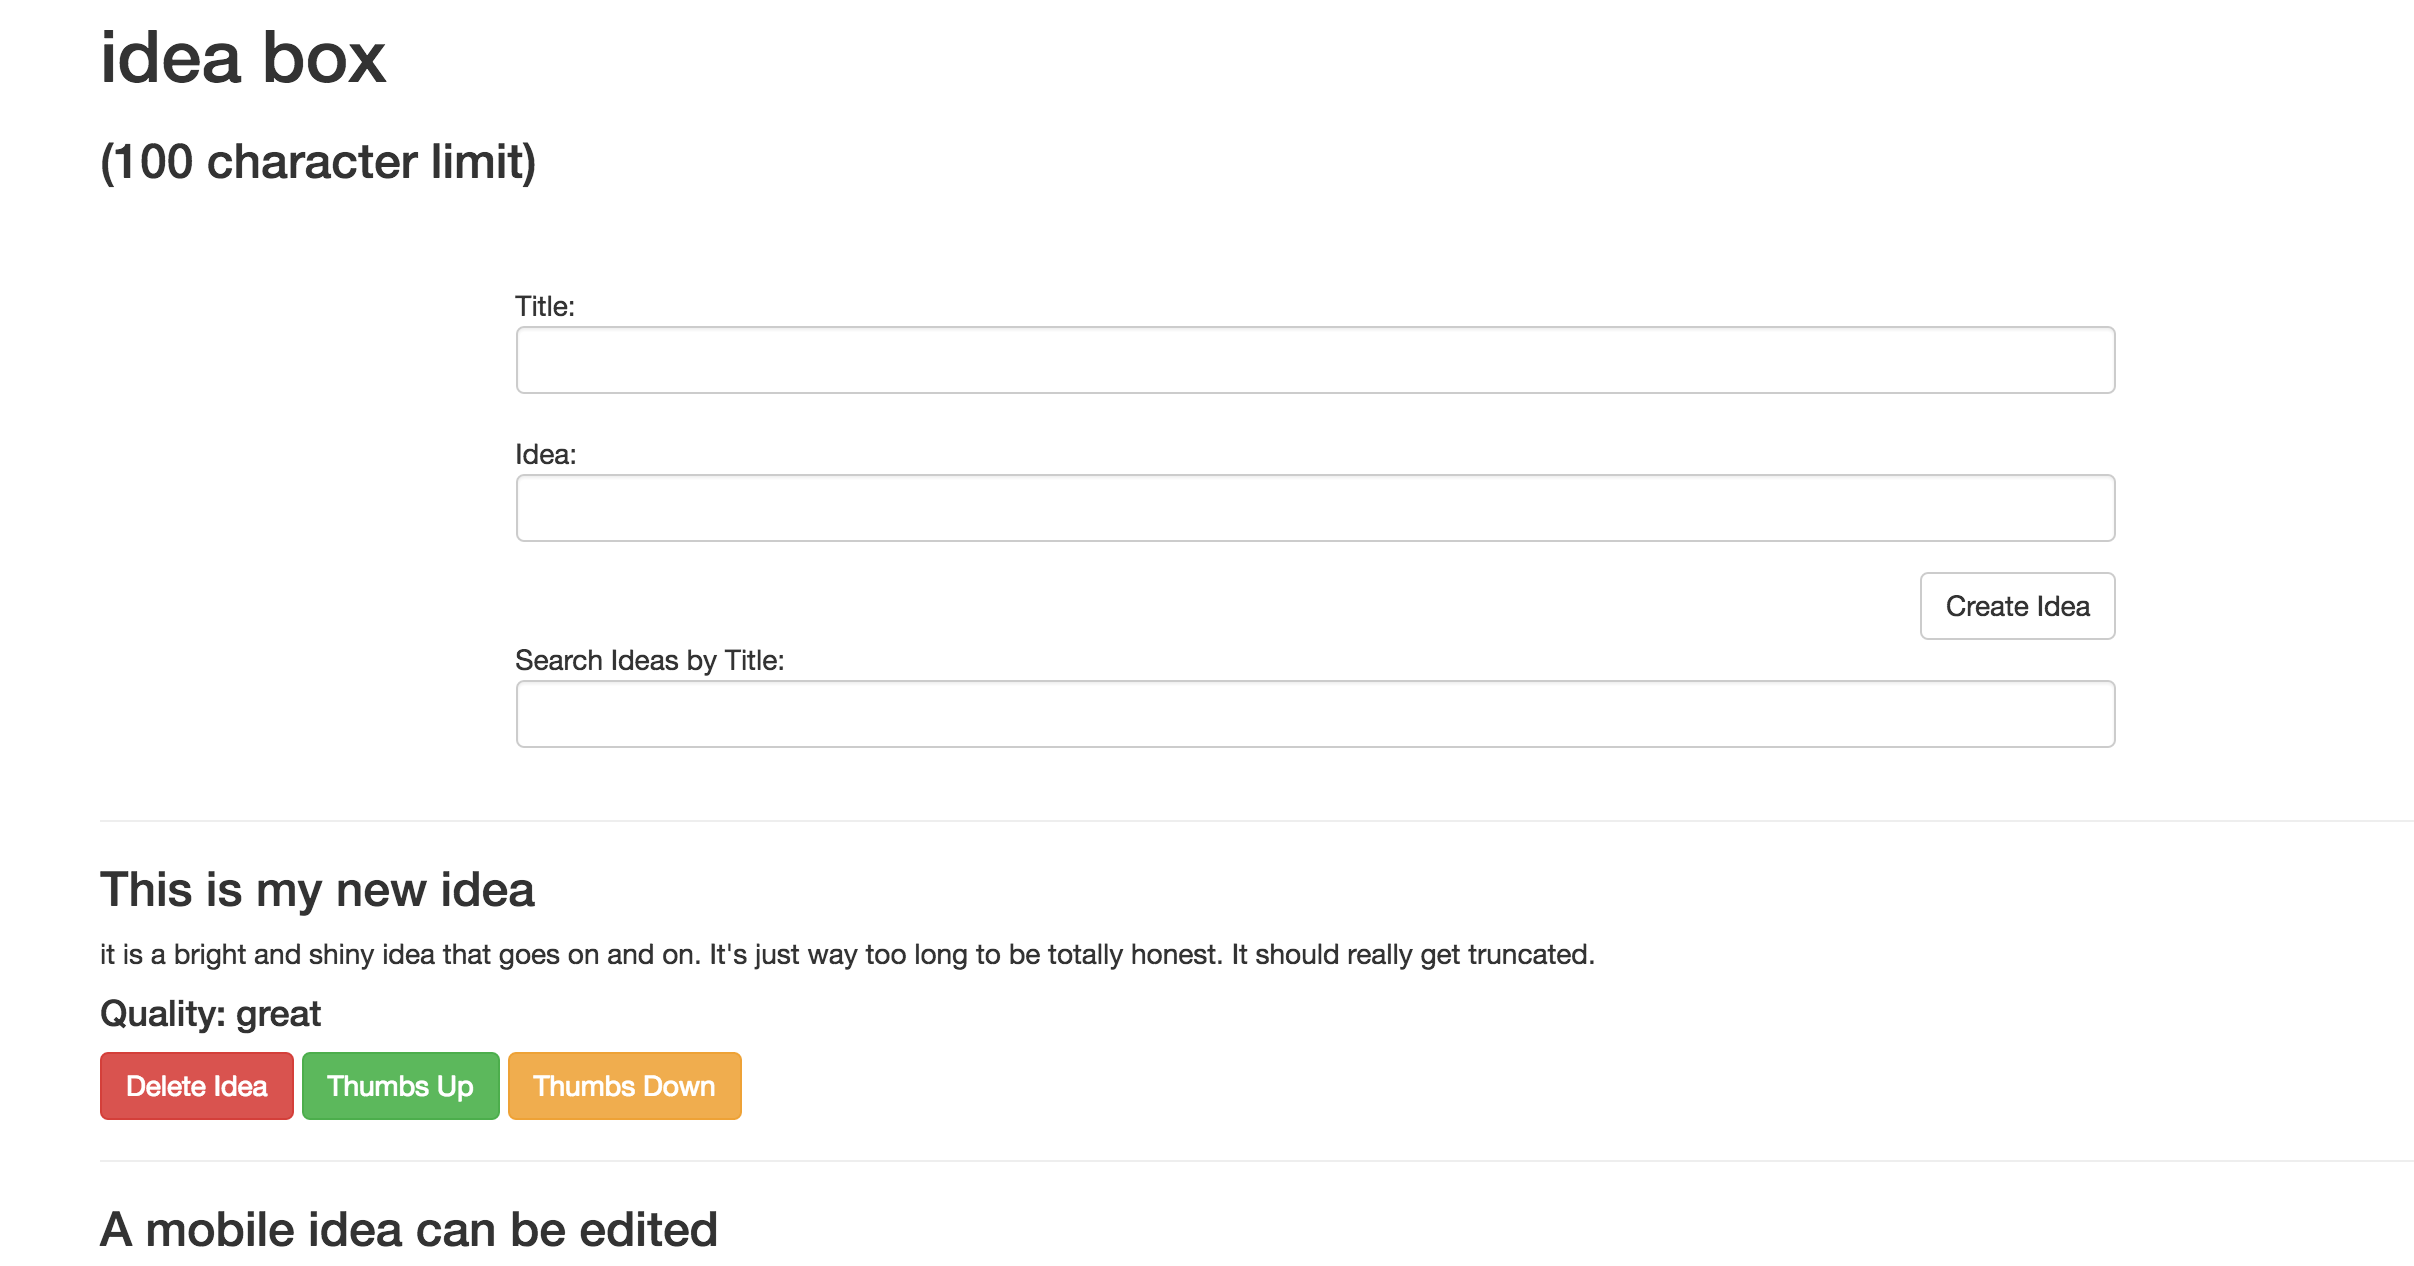 idea box
(100 character limit)
Title:
Idea:
Create Idea
Search Ideas by Title:
This is my new idea
it is a bright and shiny idea that goes on and on. It's just way too long to be totally honest. It should really get truncated.
Quality: great
Delete Idea Thumbs Up Thumbs Down
A mobile idea can be edited